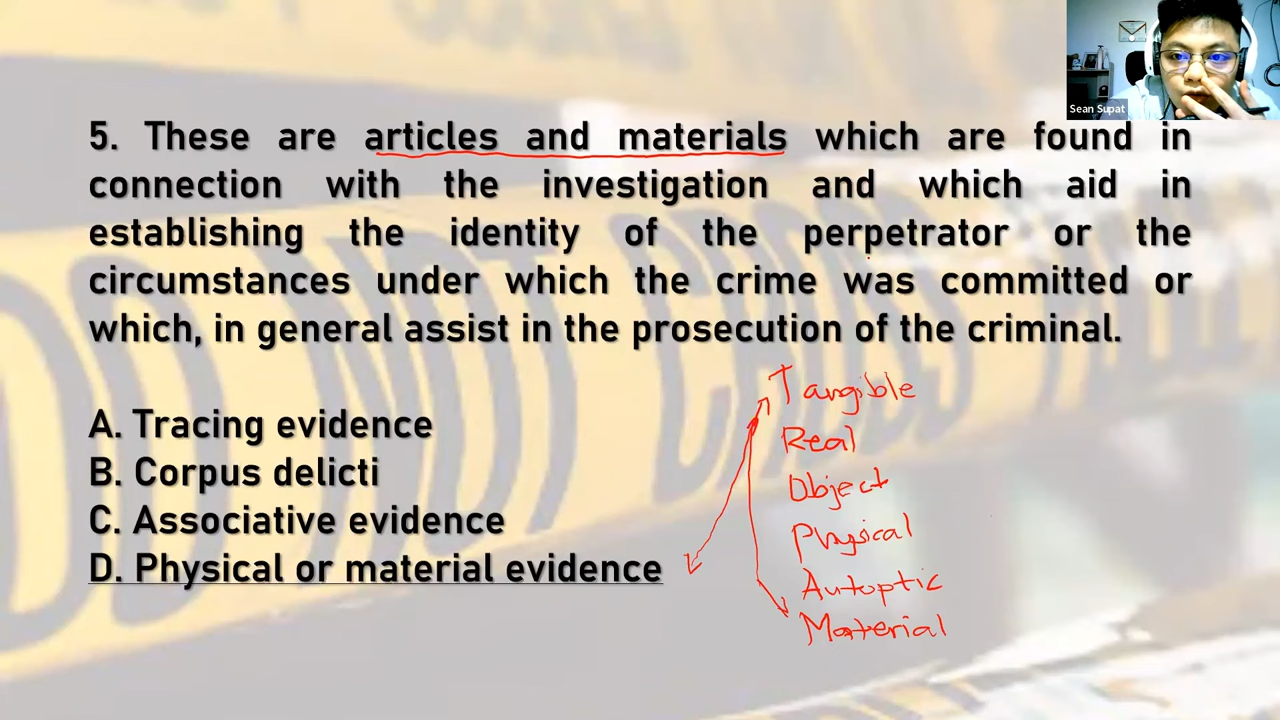 Sean Supat
5. These are articles and materials which are found in
connection with the investigation and which aid in
establishing the identity of the perpetrator or the
circumstances under which the crime was committed or
which, in general assist in the prosecution of the criminal.
A. Tracing evidence
B. Corpus delicti
C. Associative evidence
D. Physical or material evidence
Tangible
Real
Object
Physical
Autoptic
Material
DO NOT CROSS